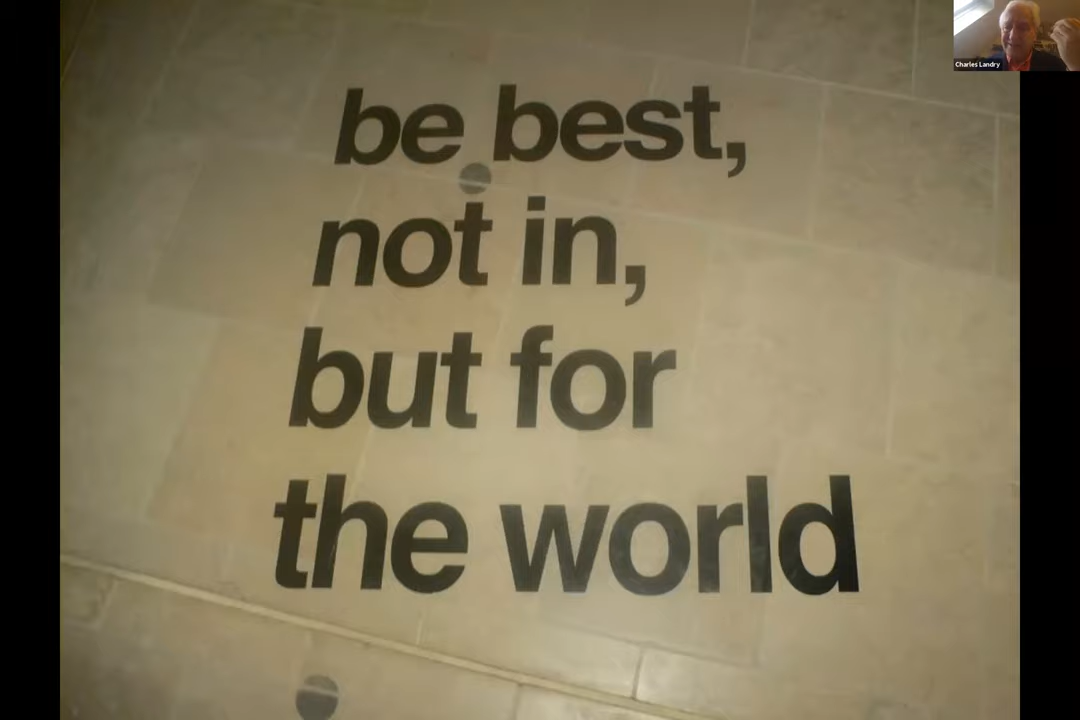 Charles Landry
be best,
not in,
but for
the world